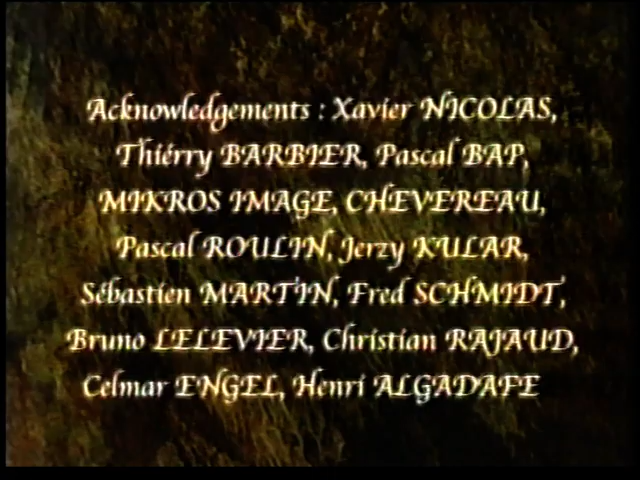 Acknowledgements : Xavier NICOLAS,
Thiérry BARBIER, Pascal BAP,
MIKROS IMAGE, CHEVEREAU,
Pascal ROULIN, Jerzy KULAR,
Sébastien MARTIN, Fred SCHMIDT,
Bruno LELEVIER, Christian RAJAUD,
Celmar ENGEL, Henri ALGADAFE